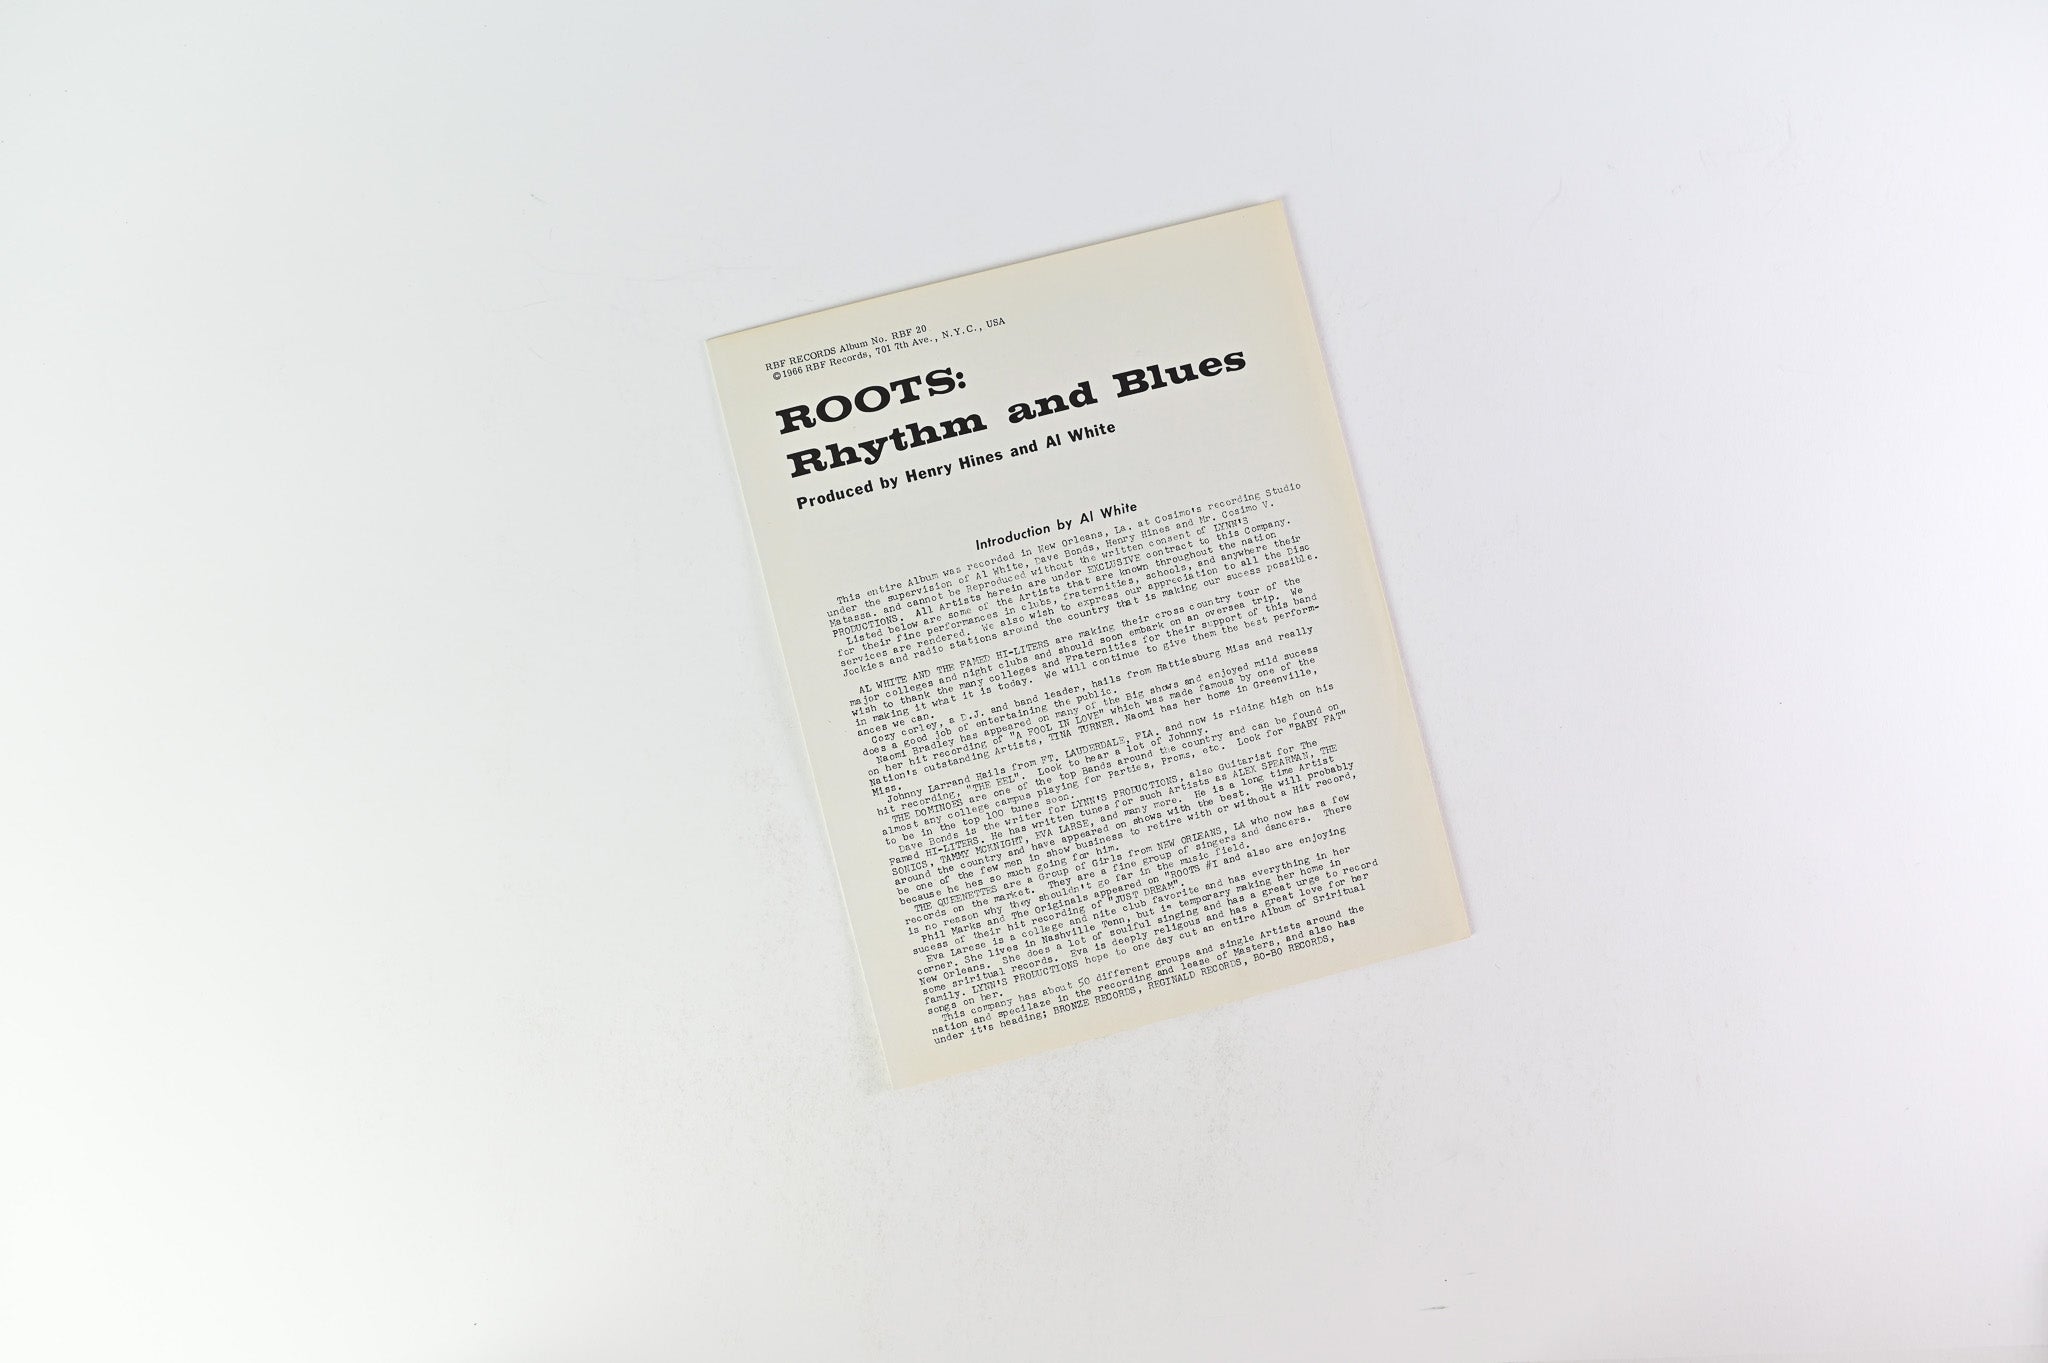 RBF RECORDS Album No. RBF 20
©1966 RBF Records, 701 7th Ave., N.Y.C., USA
ROOTS:
Rhythm and Blues
Produced by Henry Hines and Al White
Introduction by Al White
This entire Album was recorded in New Orleans, La. at Cosimo's recording Studio
under the supervision of Al White, Dave Bonds, Henry Hines and Mr. Cosimo V.
Matassa. and cannot be Reproduced without the written consent of LYNN'S
PRODUCTIONS. All Artists herein are under EXCLUSIVE contract to this Company.
Listed below are some of the Artists that are known throughout the nation
for their fine performances in clubs, fraternities, schools, and anywhere their
services are rendered. We also wish to express our appreciation to all the Disc
Jockies and radio stations around the country that is making our sucess possible.
AL WHITE AND THE FAMED HI-LITERS are making their cross country tour of the
major colleges and night clubs and should soon embark on an oversea trip. We
wish to thank the many colleges and Fraternities for their support of this band
in making it what it is today. We will continue to give them the best perform-
ances we can.
Cozy corley, a D.J. and band leader, hails from Hattiesburg Miss and really
does a good job of entertaining the public.
Naomi Bradley has appeared on many of the Big shows and enjoyed mild sucess
on her hit recording of "A FOOL IN LOVE" which was made famous by one of the
Nation's outstanding Artists, TINA TURNER. Naomi has her home in Greenville,
Miss.
Johnny Larrand Hails from FT. LAUDERDALE, FLA. and now is riding high on his
hit recording, "THE EEL". Look to hear a lot of Johnny.
THE DOMINOES are one of the top Bands around the country and can be found on
almost any college campus playing for Parties, Proms, etc. Look for "BABY FAT"
to be in the top 100 tunes soon.
Dave Bonds is the writer for LYNN'S PRODUCTIONS, also Guitarist for The
Famed HI-LITERS. He has written tunes for such Artists as ALEX SPEARMAN, THE
SONICS, TAMMY MCKNIGHT, EVA LARSE, and many more. He is a long time Artist
around the country and have appeared on shows with the best. He will probably
be one of the few men in show business to retire with or without a Hit record,
because he hes so much going for him.
THE QUEENETTES are a Group of Girls from NEW ORLEANS, LA who now has a few
records on the market. They are a fine group of singers and dancers. There
is no reason why they shouldn't go far in the music field.
Phil Marks and The Originals appeared on "ROOTS #I and also are enjoying
sucess of their hit recording of "JUST DREAM".
Eva Larese is a college and nite club favorite and has everything in her
corner. She lives in Nashville Tenn, but is temporary making her home in
New Orleans. She does a lot of soulful singing and has a great urge to record
some sriritual records. Eva is deeply religous and has a great love for her
family. LYNN'S PRODUCTIONS hope to one day cut an entire Album of Sriritual
songs on her.
This company has about 50 different groups and single Artists around the
nation and specilaze in the recording and lease of Masters, and also has
under it's heading; BRONZE RECORDS, REGINALD RECORDS, BO-BO RECORDS,